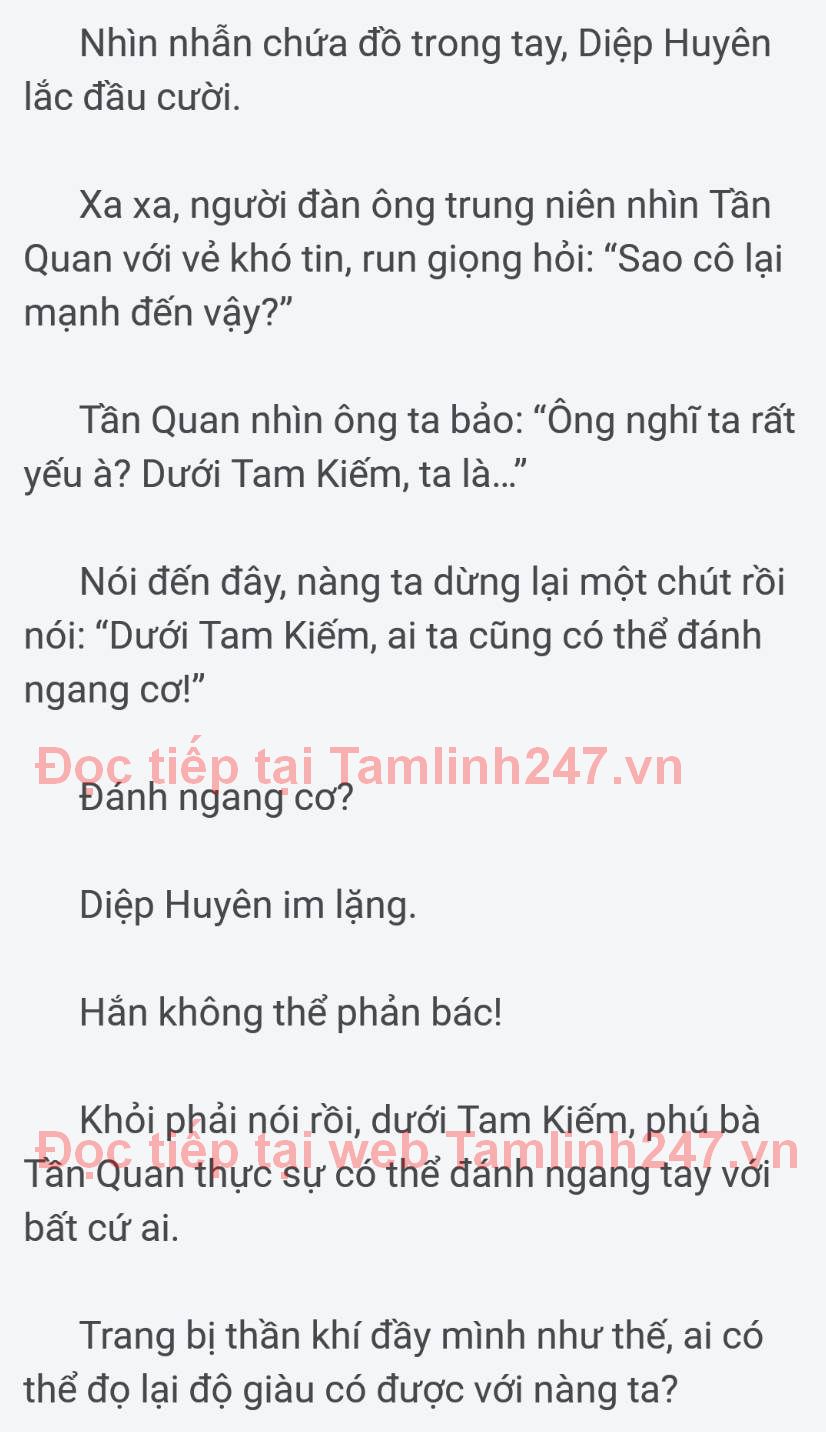 Nhìn nhẫn chứa đồ trong tay, Diệp Huyên
lắc đầu cười.
Xa xa, người đàn ông trung niên nhìn Tần
Quan với vẻ khó tin, run giọng hỏi: “Sao cô lại
mạnh đến vậy?”
Tần Quan nhìn ông ta bảo: “Ông nghĩ ta rất
yếu à? Dưới Tam Kiếm, ta là...”
Nói đến đây, nàng ta dừng lại một chút rồi
nói: “Dưới Tam Kiếm, ai ta cũng có thể đánh
ngang cơ!”
Đọc tiếp tại Tamlinh247.vn
Đánh ngang cơ?
Diệp Huyên im lặng.
Hắn không thể phản bác!
Khỏi phải nói rồi, dưới Tam Kiếm, phú bà
Đọc tiếp tại web Tamlinh247.vn
Tần Quan thực sự có thể đánh ngang tay với
bất cứ ai.
Trang bị thần khí đầy mình như thế, ai có
thể đọ lại độ giàu có được với nàng ta?